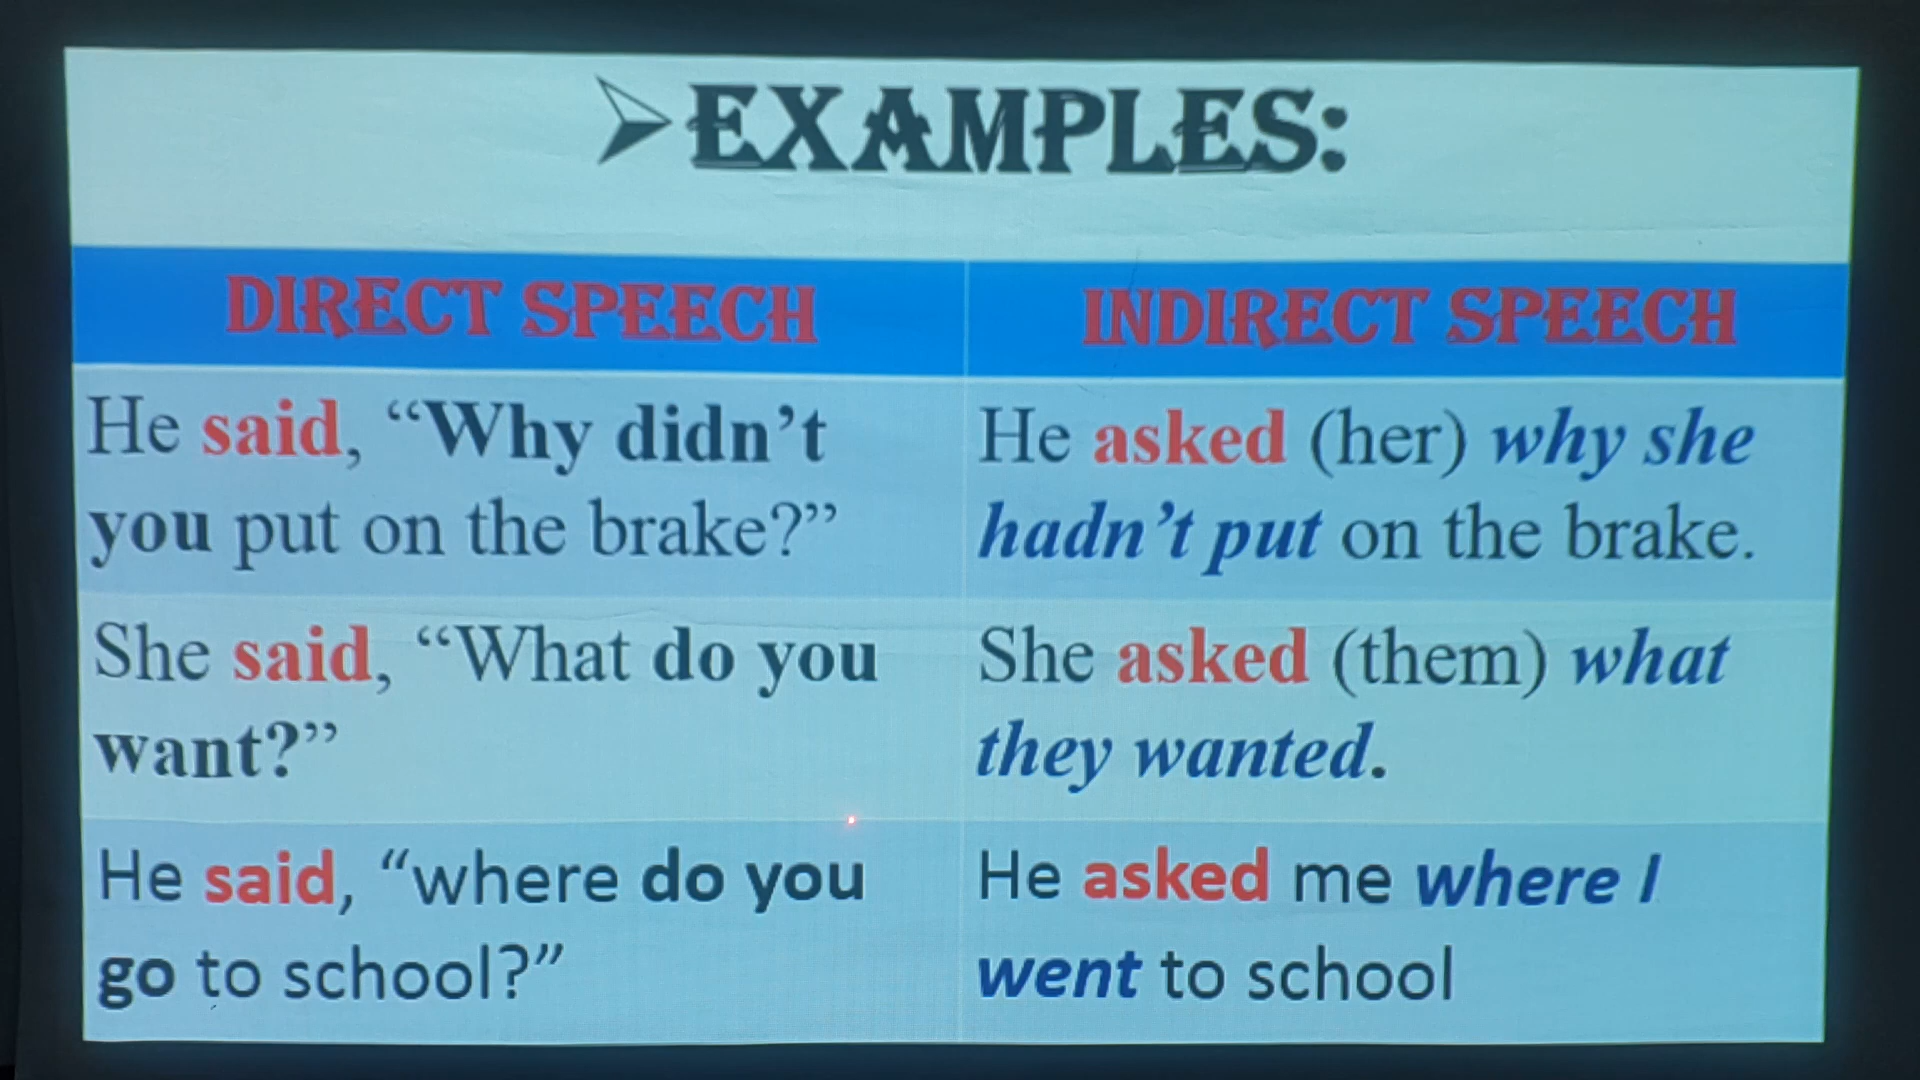 ➢EXAMPLES:
DIRECT SPEECH
INDIRECT SPEECH
He said, “Why didn’t
you put on the brake?”
He asked (her) why she
hadn’t put on the brake.
She said, “What do you
want?”
She asked (them) what
they wanted.
He said, “where do you
go to school?”
He asked me where I
went to school